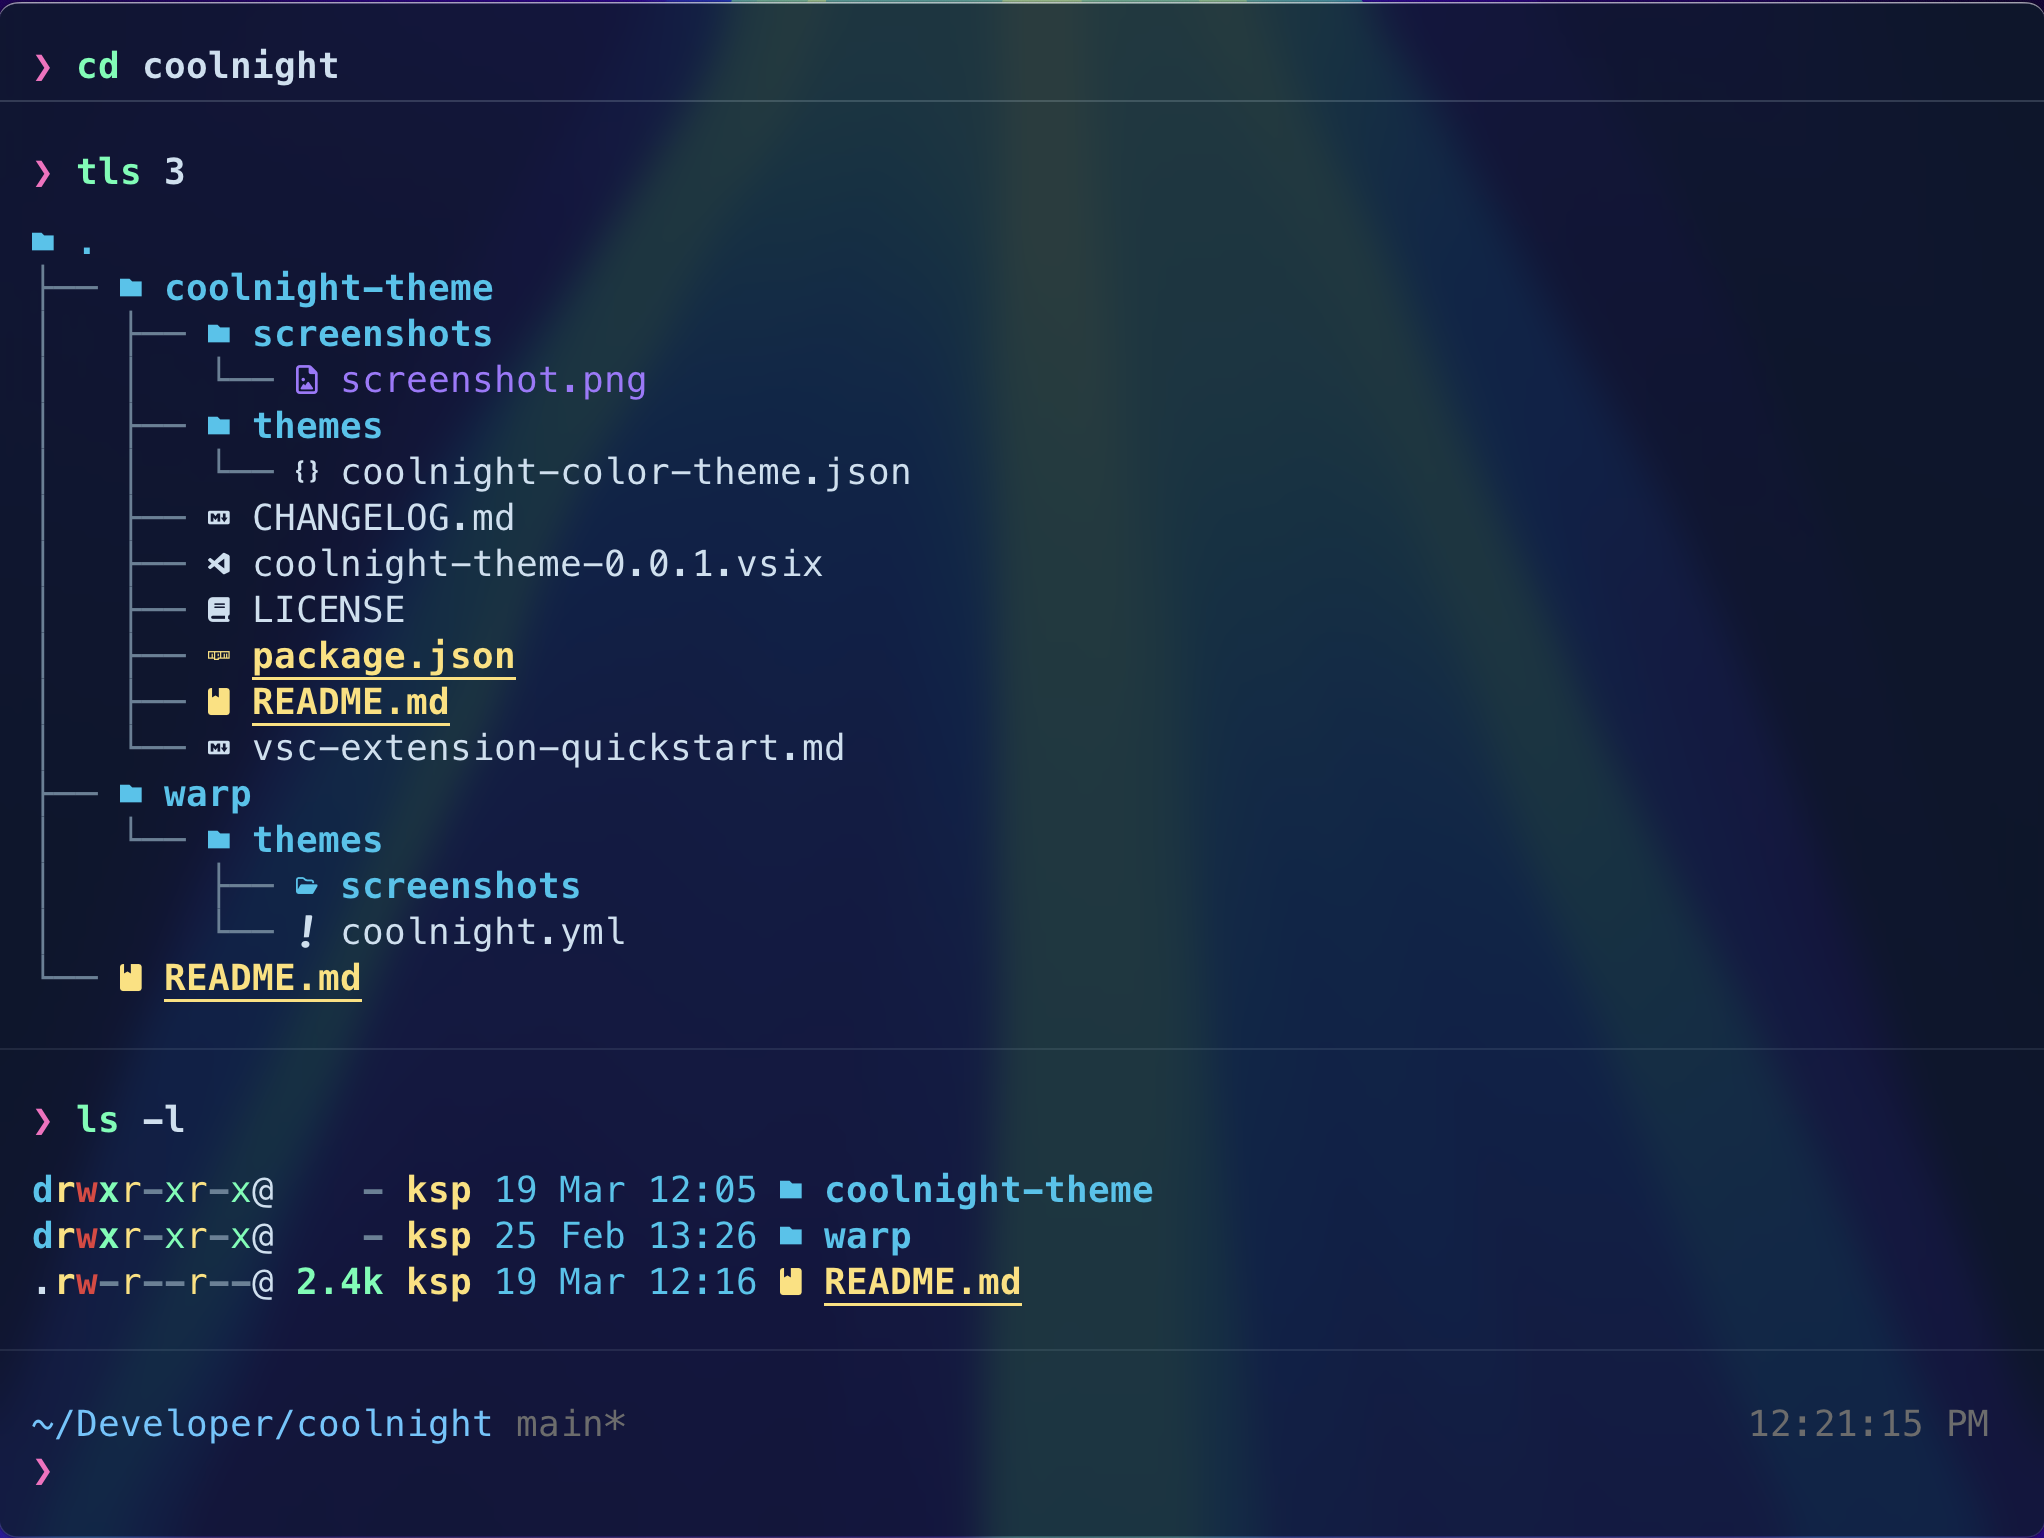 ❯ cd coolnight
❯ tls 3
.
├── coolnight-theme
│   ├── screenshots
│   │   └── screenshot.png
│   ├── themes
│   │   └── coolnight-color-theme.json
│   ├── CHANGELOG.md
│   ├── coolnight-theme-0.0.1.vsix
│   ├── LICENSE
│   ├── package.json
│   ├── README.md
│   └── vsc-extension-quickstart.md
├── warp
│   └── themes
│       ├── screenshots
│       └── coolnight.yml
└── README.md
❯ ls -l
drwxr-xr-x@    - ksp 19 Mar 12:05 coolnight-theme
drwxr-xr-x@    - ksp 25 Feb 13:26 warp
.rw-r--r--@ 2.4k ksp 19 Mar 12:16 README.md
~/Developer/coolnight main* 12:21:15 PM
❯